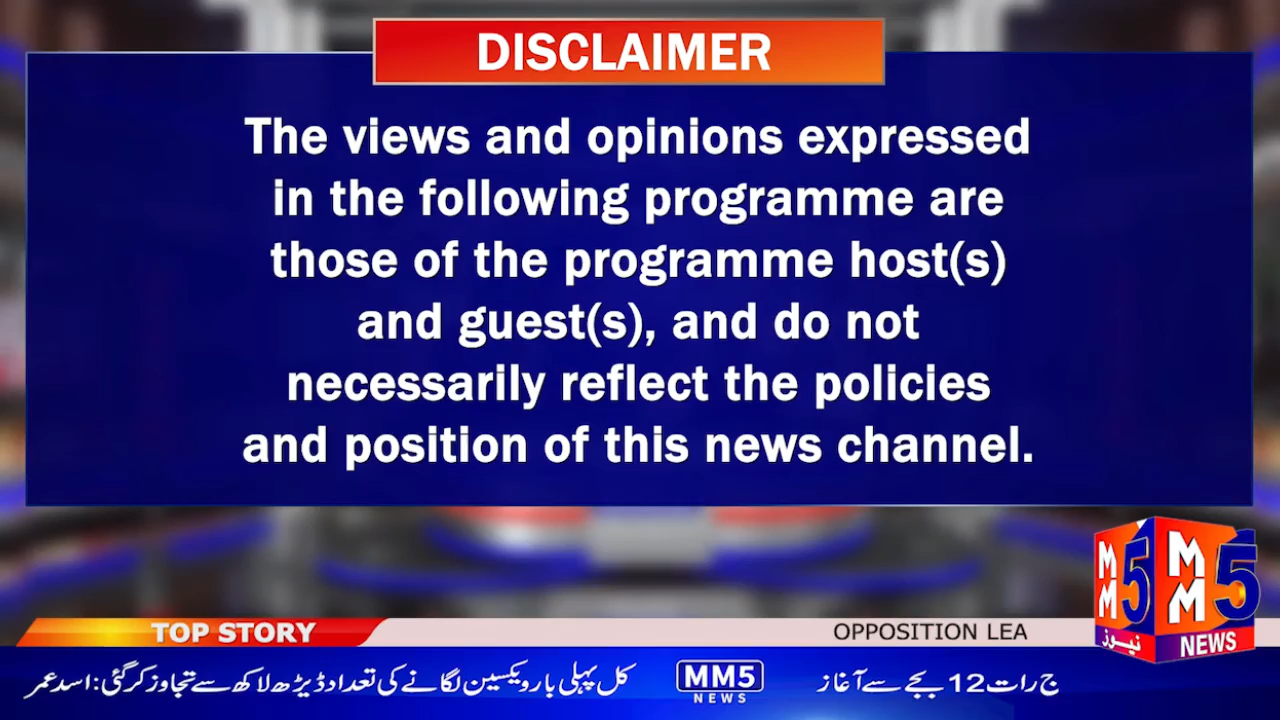 DISCLAIMER
The views and opinions expressed
in the following programme are
those of the programme host(s)
and guest(s), and do not
necessarily reflect the policies
and position of this news channel.
MM5 MM5
نیوز NEWS
TOP STORY
OPPOSITION LEA
ج رات 12 بجے سے آغاز
MM5
NEWS
کل پہلی بار ویکسین لگانے کی تعداد ڈیڑھ لاکھ سے تجاوز کرگئی: اسد عمر